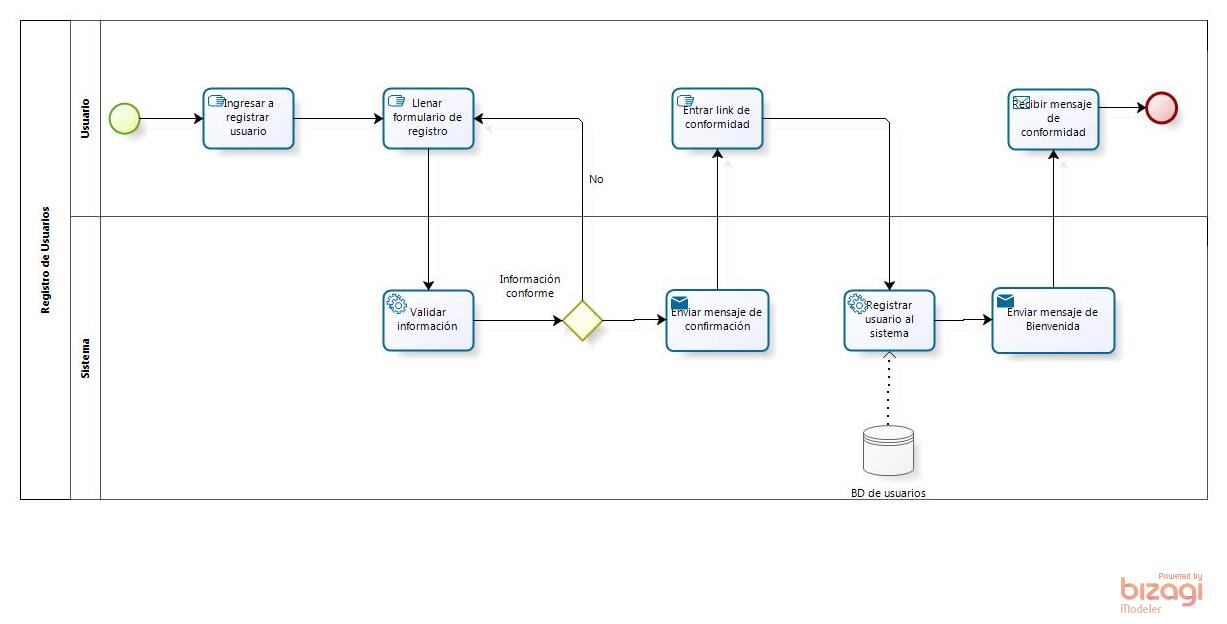 Registro de Usuarios
Usuario
Ingresar a
registrar
usuario
Llenar
formulario de
registro
No
Entrar link de
conformidad
Recibir mensaje
de
conformidad
Sistema
Validar
información
Información
conforme
Enviar mensaje de
confirmación
Registrar
usuario al
sistema
Enviar mensaje de
Bienvenida
BD de usuarios
Powered by
bizagi
Modeler